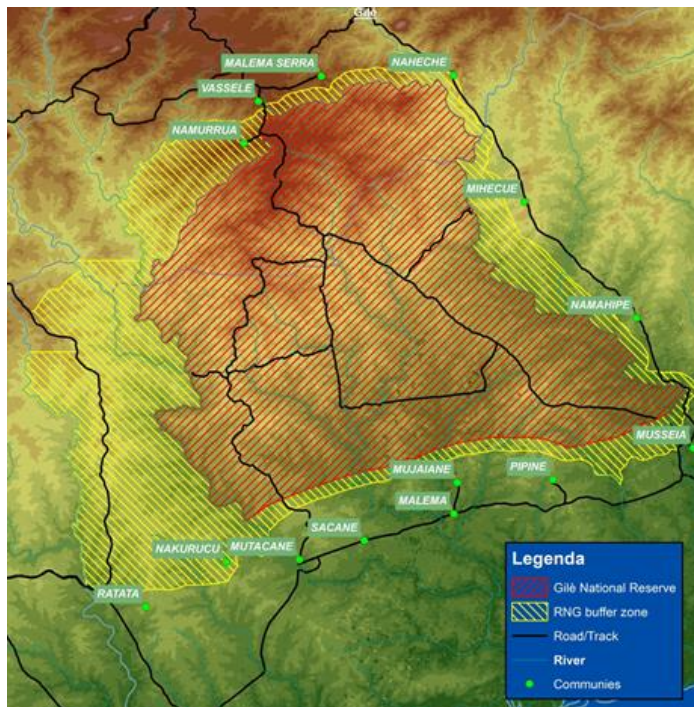 Gilé
MALEMA SERRA
NAHECHE
VASSELE
NAMURRUA
MIHECUE
NAMAHIPE
MUSSEIA
MUJAIANE
PIPINE
MALEMA
SACANE
NAKURUCU
MUTACANE
RATATA
Legenda
Gilè National Reserve
RNG buffer zone
Road/Track
River
Communies